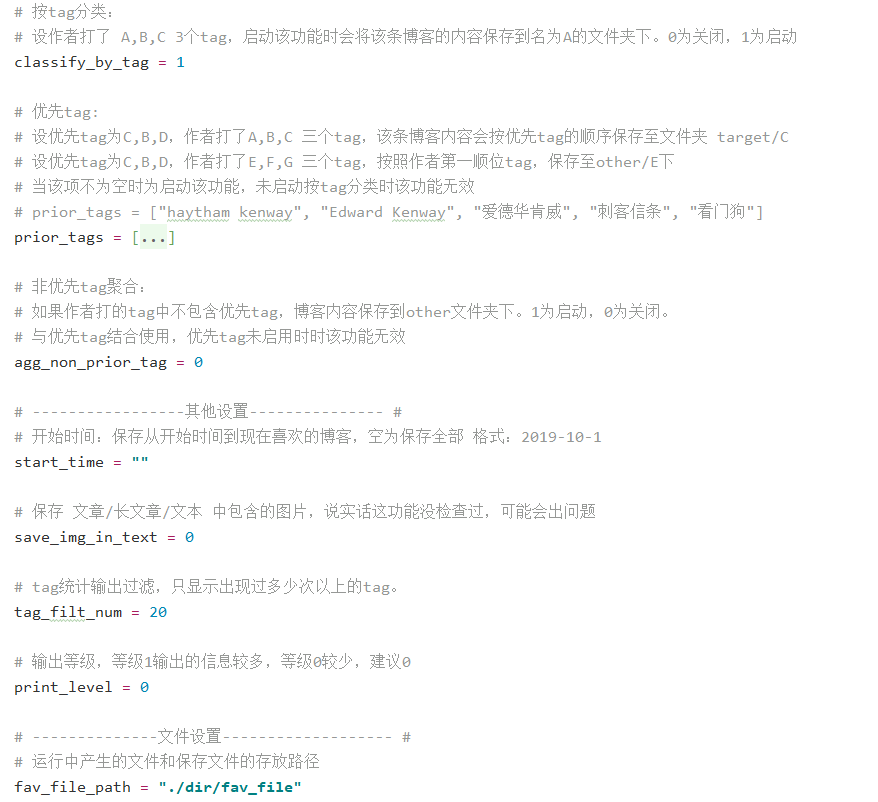 # 按tag分类:
# 设作者打了 A,B,C 3个tag，启动该功能时会将该条博客的内容保存到名为A的文件夹下。0为关闭，1为启动
classify_by_tag = 1
# 优先tag:
# 设优先tag为C,B,D，作者打了A,B,C 三个tag，该条博客内容会按优先tag的顺序保存至文件夹 target/C
# 设优先tag为C,B,D，作者打了E,F,G 三个tag，按照作者第一顺位tag，保存至other/E下
# 当该项不为空时为启动该功能，未启动按tag分类时该功能无效
# prior_tags = ["haytham kenway", "Edward Kenway", "爱德华肯威", "刺客信条", "看门狗"]
prior_tags = [...]
# 非优先tag聚合:
# 如果作者打的tag中不包含优先tag，博客内容保存到other文件夹下。1为启动，0为关闭。
# 与优先tag结合使用，优先tag未启用时时该功能无效
agg_non_prior_tag = 0
# -----------------其他设置--------------- #
# 开始时间：保存从开始时间到现在喜欢的博客，空为保存全部 格式：2019-10-1
start_time = ""
# 保存 文章/长文章/文本 中包含的图片，说实话这功能没检查过，可能会出问题
save_img_in_text = 0
# tag统计输出过滤，只显示出现过多少次以上的tag。
tag_filt_num = 20
# 输出等级，等级1输出的信息较多，等级0较少，建议0
print_level = 0
# --------------文件设置------------------- #
# 运行中产生的文件和保存文件的存放路径
fav_file_path = "./dir/fav_file"